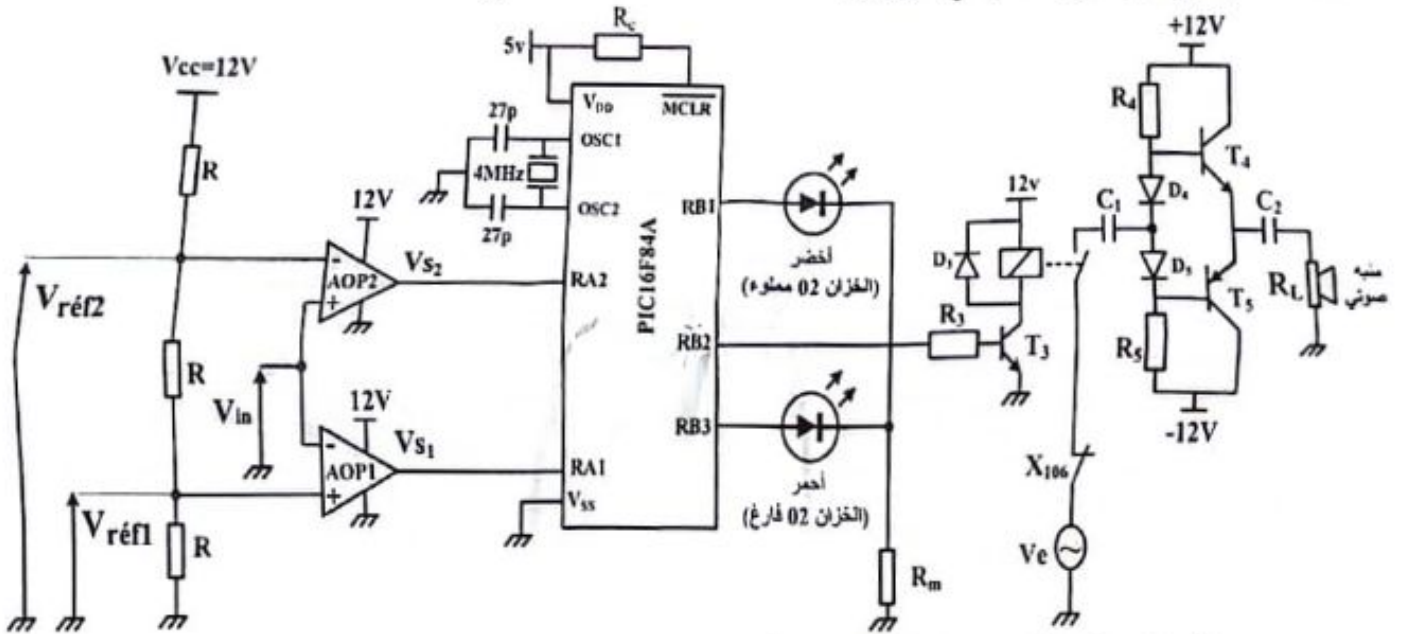 Vcc=12V
R
Vréf2
R
Vréf1
R
12V
-
AOP2
+
VS2
Vin
12V
-
AOP1
+
VS1
5v
Rc
27p
4MHz
27p
VDD
MCLR
OSC1
OSC2
PIC16F84A
RA2
RA1
VSS
RB1
RB2
RB3
أخضر
(الخزان 02 مملوء)
أحمر
(الخزان 02 فارغ)
Rm
12v
D3
R3
T3
X106
Ve
C1
+12V
R4
T4
D4
D5
T5
R5
-12V
C2
RL
منبه
صوتي